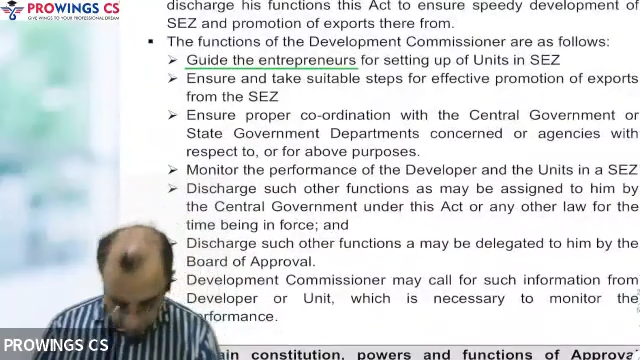 PROWINGS CS
GIVE WINGS TO YOUR PROFESSIONAL DREAM
discharge his functions this Act to ensure speedy development of
SEZ and promotion of exports there from.
▪ The functions of the Development Commissioner are as follows:
➢ Guide the entrepreneurs for setting up of Units in SEZ
➢ Ensure and take suitable steps for effective promotion of exports
from the SEZ
➢ Ensure proper co-ordination with the Central Government or
State Government Departments concerned or agencies with
respect to, or for above purposes.
➢ Monitor the performance of the Developer and the Units in a SEZ
➢ Discharge such other functions as may be assigned to him by
the Central Government under this Act or any other law for the
time being in force; and
➢ Discharge such other functions a may be delegated to him by the
Board of Approval.
Development Commissioner may call for such information from
Developer or Unit, which is necessary to monitor the
performance.
constitution, powers and functions of Approval
PROWINGS CS